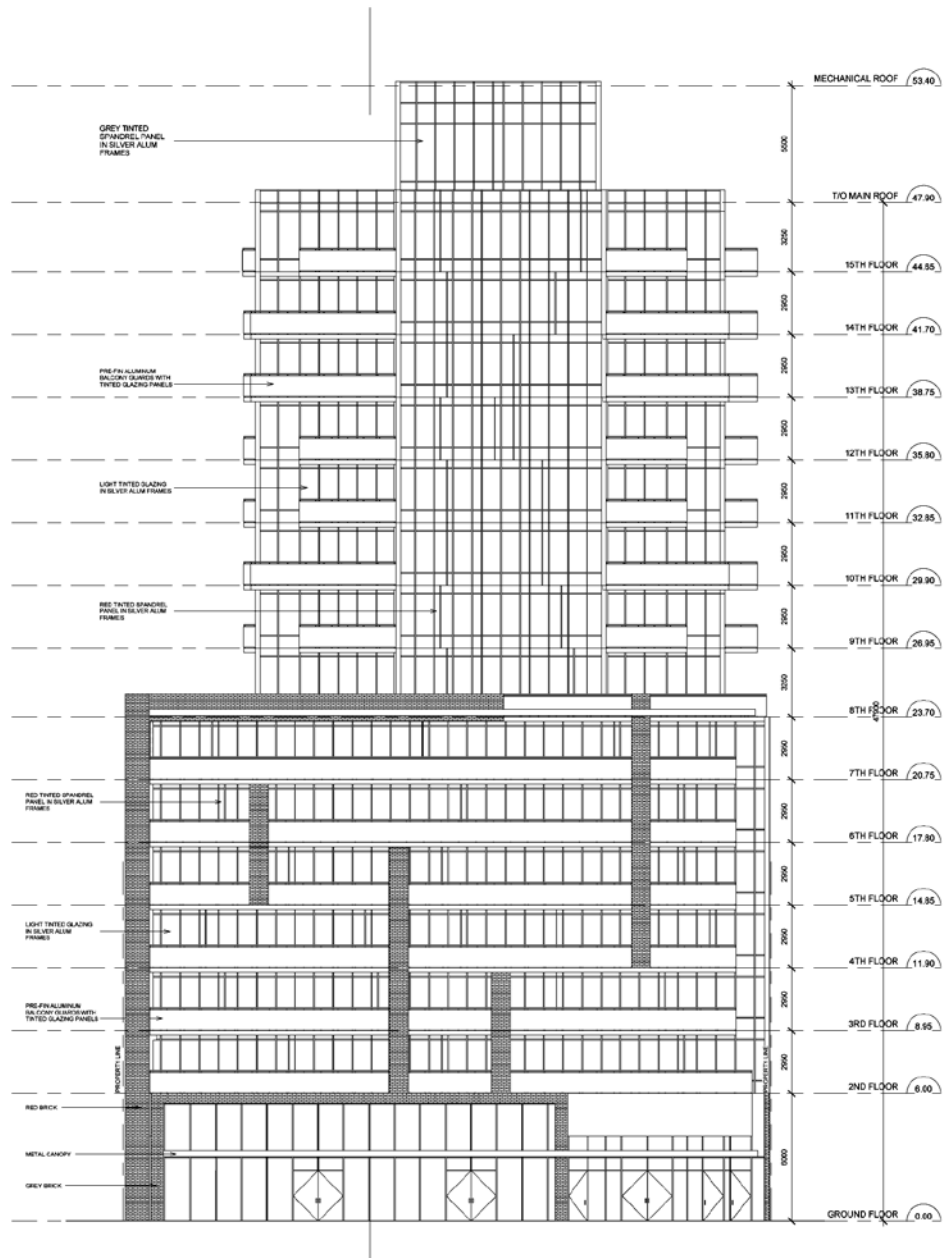 MECHANICAL ROOF 53.40
GREY TINTED
SPANDREL PANEL
IN SILVER ALUM
FRAMES
5500
T/O MAIN ROOF 47.90
3250
15TH FLOOR 44.65
2950
14TH FLOOR 41.70
PRE-FIN ALUMINUM
BALCONY GUARDS WITH
TINTED GLAZING PANELS
2950
13TH FLOOR 38.75
2950
12TH FLOOR 35.80
LIGHT TINTED GLAZING
IN SILVER ALUM FRAMES
2950
11TH FLOOR 32.85
2950
10TH FLOOR 29.90
RED TINTED SPANDREL
PANEL IN SILVER ALUM
FRAMES
2950
9TH FLOOR 26.95
3250
8TH FLOOR 23.70
2950
7TH FLOOR 20.75
RED TINTED SPANDREL
PANEL IN SILVER ALUM
FRAMES
2950
6TH FLOOR 17.80
2950
5TH FLOOR 14.85
LIGHT TINTED GLAZING
IN SILVER ALUM
FRAMES
2950
4TH FLOOR 11.90
PRE-FIN ALUMINUM
BALCONY GUARDS WITH
TINTED GLAZING PANELS
2950
3RD FLOOR 8.95
PROPERTY LINE
2950
PROPERTY LINE
2ND FLOOR 6.00
RED BRICK
METAL CANOPY
6000
GREY BRICK
GROUND FLOOR 0.00